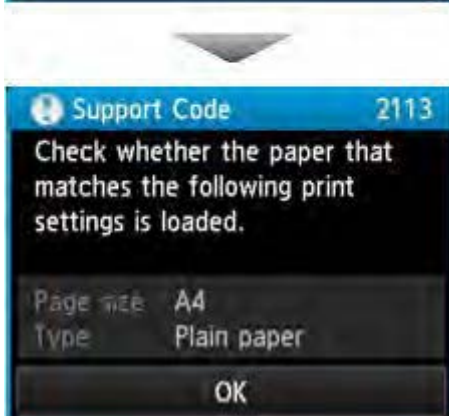 Support Code 2113
Check whether the paper that
matches the following print
settings is loaded.
Page size A4
Type Plain paper
OK